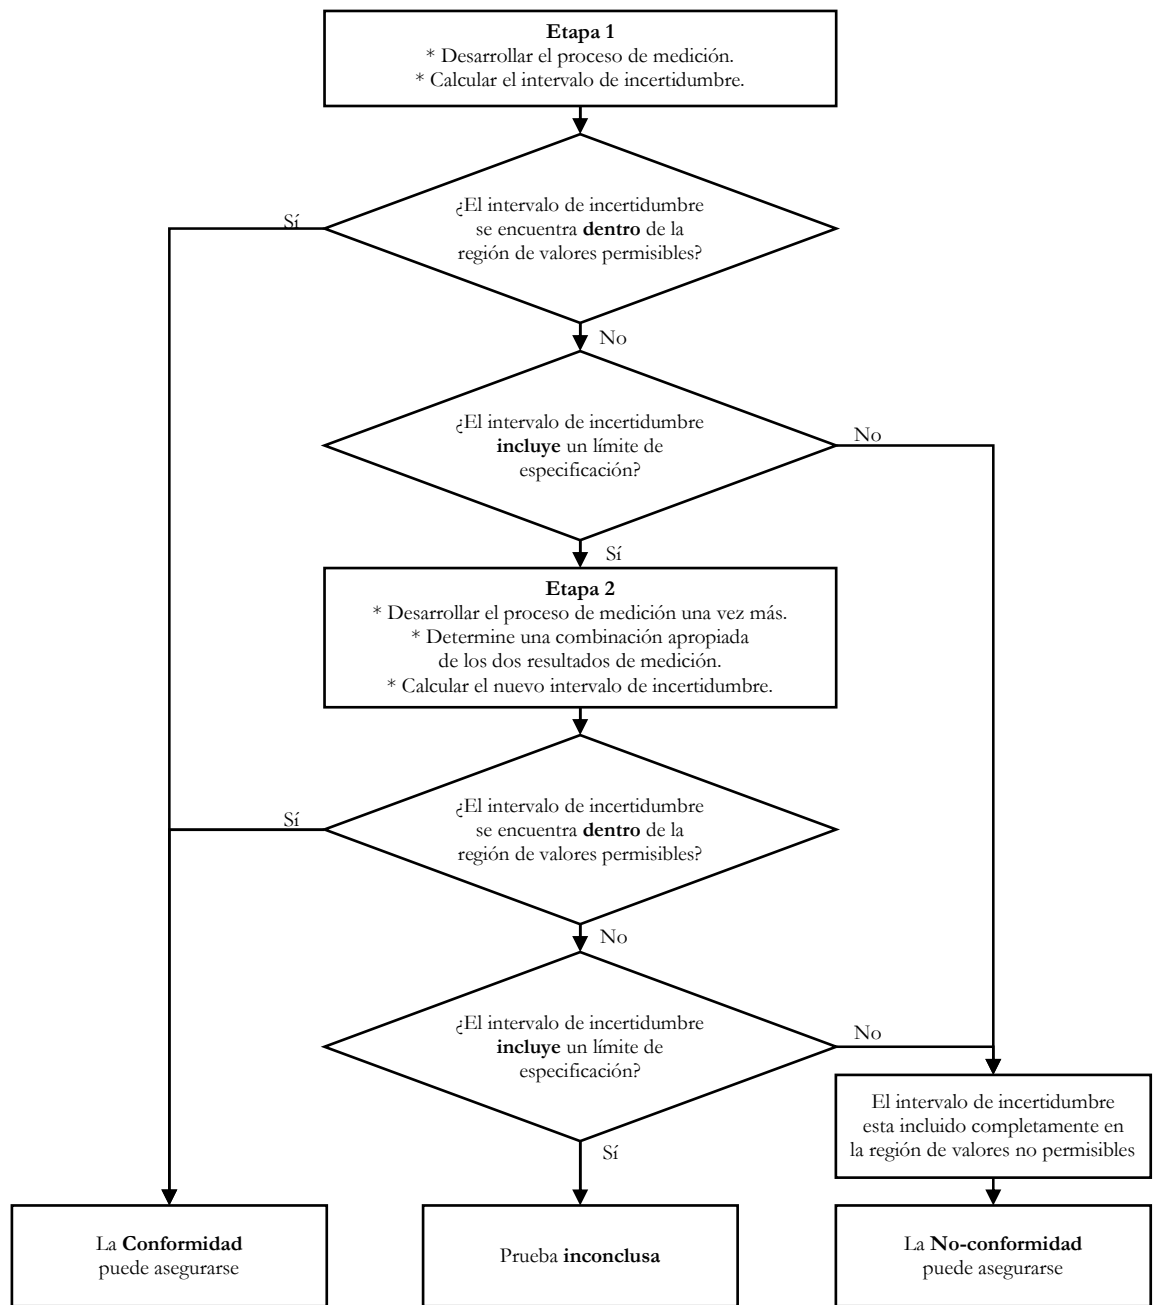 Etapa 1
* Desarrollar el proceso de medición.
* Calcular el intervalo de incertidumbre.
¿El intervalo de incertidumbre
se encuentra dentro de la
región de valores permisibles?
Sí
No
¿El intervalo de incertidumbre
incluye un límite de
especificación?
No
Sí
Etapa 2
* Desarrollar el proceso de medición una vez más.
* Determine una combinación apropiada
de los dos resultados de medición.
* Calcular el nuevo intervalo de incertidumbre.
¿El intervalo de incertidumbre
se encuentra dentro de la
región de valores permisibles?
Sí
No
¿El intervalo de incertidumbre
incluye un límite de
especificación?
No
Sí
El intervalo de incertidumbre
esta incluido completamente en
la región de valores no permisibles
La Conformidad
puede asegurarse
Prueba inconclusa
La No-conformidad
puede asegurarse